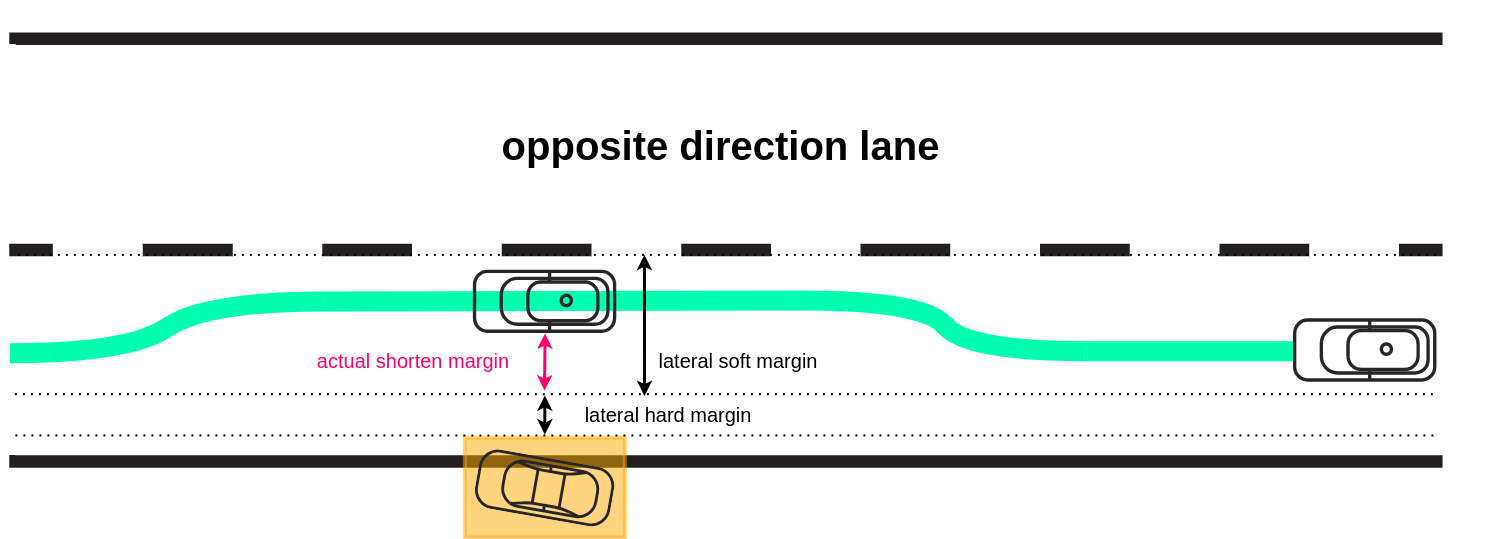 opposite direction lane
actual shorten margin
lateral soft margin
lateral hard margin